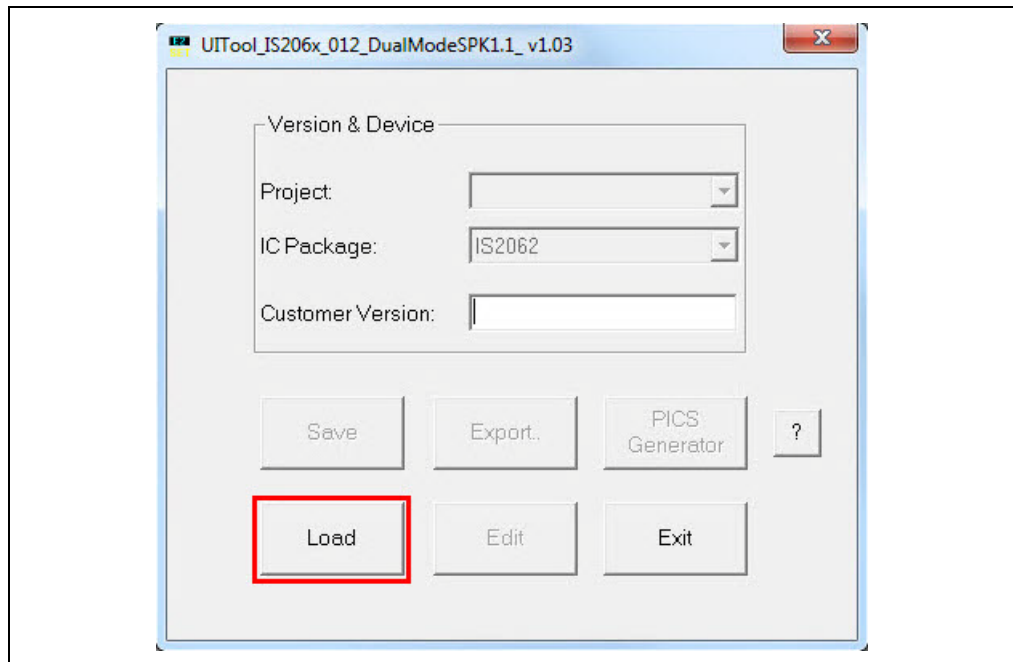 UITool_IS206x_012_DualModeSPK1.1_ v1.03
Version & Device
Project:
IC Package: IS2062
Customer Version:
Save Export.. PICS Generator ?
Load Edit Exit